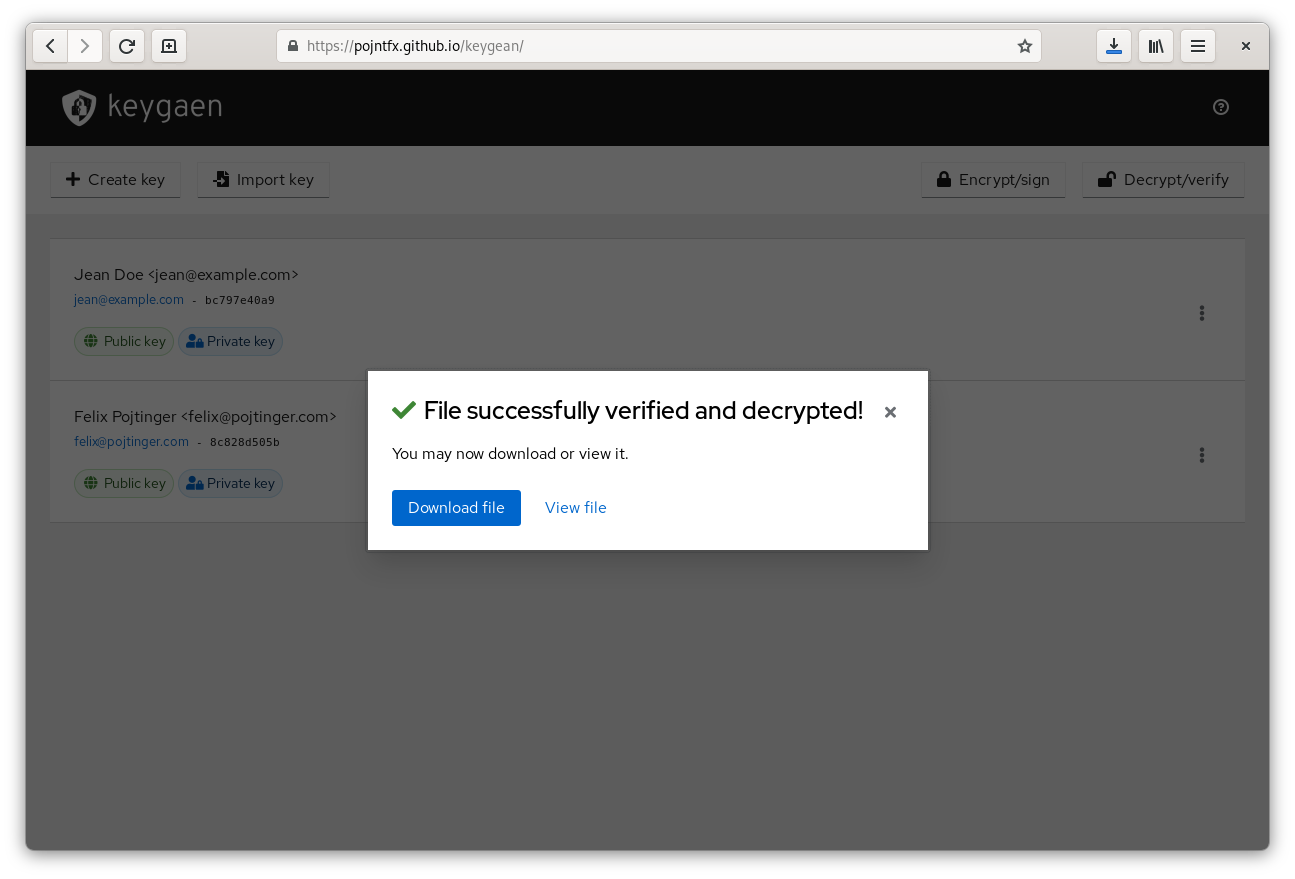 https://pojntfx.github.io/keygean/
keygaen
Create key Import key Encrypt/sign Decrypt/verify
Jean Doe <jean@example.com>
jean@example.com - bc797e40a9
Public key Private key
Felix Pojtinger <felix@pojtinger.com>
felix@pojtinger.com - 8c828d505b
Public key Private key
File successfully verified and decrypted!
You may now download or view it.
Download file View file